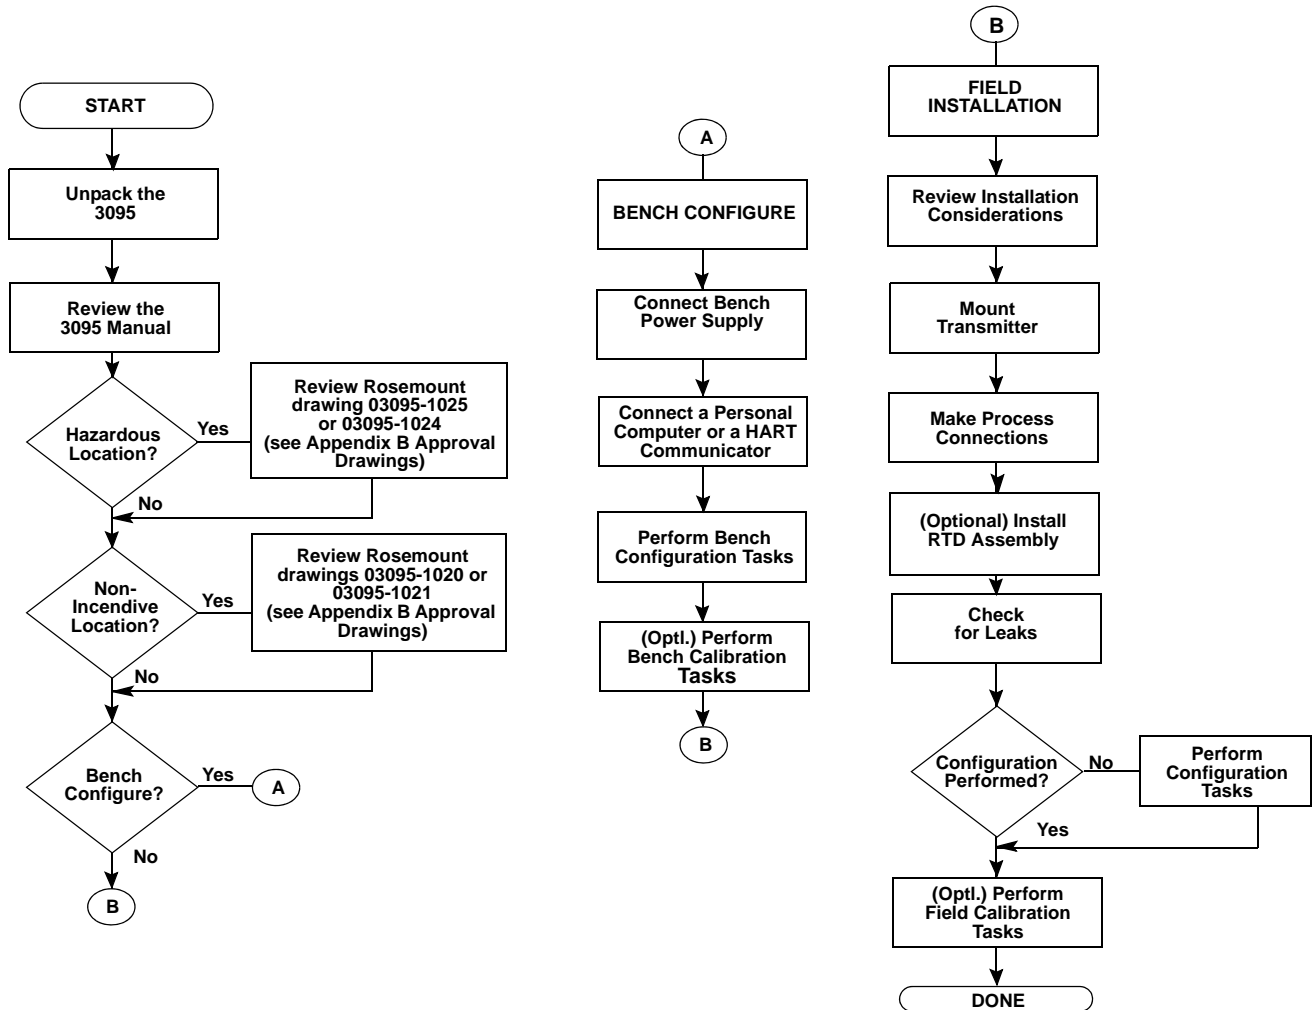 START
Unpack the
3095
Review the
3095 Manual
Hazardous
Location?
Yes
Review Rosemount
drawing 03095-1025
or 03095-1024
(see Appendix B Approval
Drawings)
No
Non-
Incendive
Location?
Yes
Review Rosemount
drawings 03095-1020 or
03095-1021
(see Appendix B Approval
Drawings)
No
Bench
Configure?
Yes
A
No
B
A
BENCH CONFIGURE
Connect Bench
Power Supply
Connect a Personal
Computer or a HART
Communicator
Perform Bench
Configuration Tasks
(Optl.) Perform
Bench Calibration
Tasks
B
B
FIELD
INSTALLATION
Review Installation
Considerations
Mount
Transmitter
Make Process
Connections
(Optional) Install
RTD Assembly
Check
for Leaks
Configuration
Performed?
No
Perform
Configuration
Tasks
Yes
(Optl.) Perform
Field Calibration
Tasks
DONE